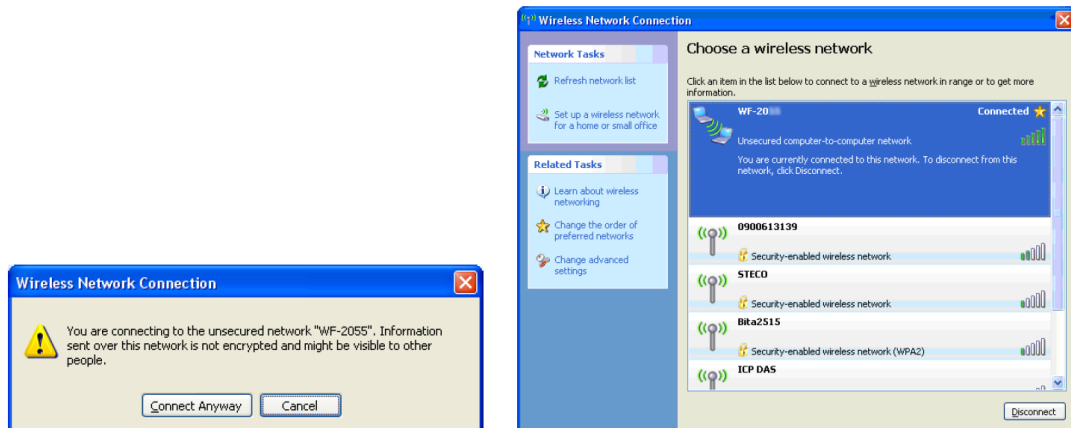 Wireless Network Connection
You are connecting to the unsecured network "WF-2055". Information
sent over this network is not encrypted and might be visible to other
people.
Connect Anyway
Cancel
Wireless Network Connection
Network Tasks
Refresh network list
Set up a wireless network
for a home or small office
Related Tasks
Learn about wireless
networking
Change the order of
preferred networks
Change advanced
settings
Choose a wireless network
Click an item in the list below to connect to a wireless network in range or to get more
information.
WF-20
Connected
Unsecured computer-to-computer network
You are currently connected to this network. To disconnect from this
network, click Disconnect.
0900613139
Security-enabled wireless network
STECO
Security-enabled wireless network
Bita2515
Security-enabled wireless network (WPA2)
ICP DAS
Disconnect